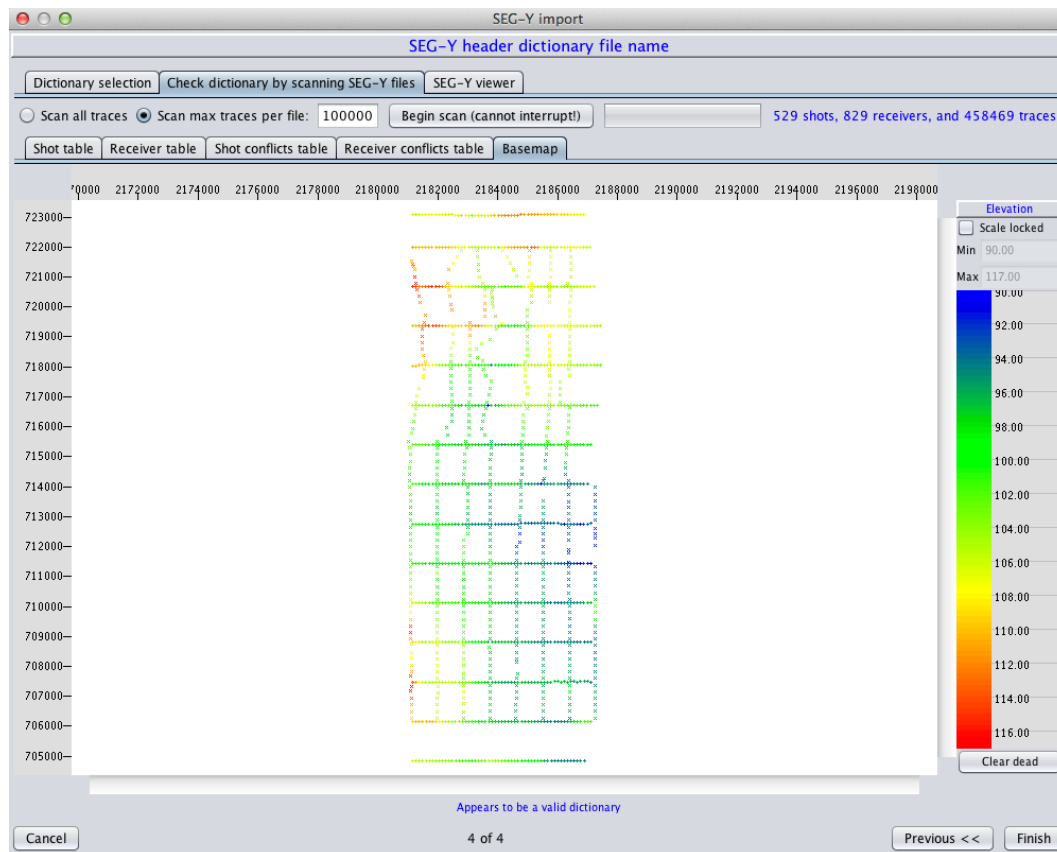 SEG-Y import
SEG-Y header dictionary file name
Dictionary selection Check dictionary by scanning SEG-Y files SEG-Y viewer
Scan all traces Scan max traces per file: 100000 Begin scan (cannot interrupt!) 529 shots, 829 receivers, and 458469 traces
Shot table Receiver table Shot conflicts table Receiver conflicts table Basemap
70000 2172000 2174000 2176000 2178000 2180000 2182000 2184000 2186000 2190000 2192000 2194000 2196000 2198000
723000
722000
721000
720000
719000
718000
717000
716000
715000
714000
713000
712000
711000
710000
709000
708000
707000
706000
705000
Elevation
Scale locked
Min 90.00
Max 117.00
90.00
92.00
94.00
96.00
98.00
100.00
102.00
104.00
106.00
108.00
110.00
112.00
114.00
116.00
Clear dead
Appears to be a valid dictionary
Cancel 4 of 4 Previous << Finish